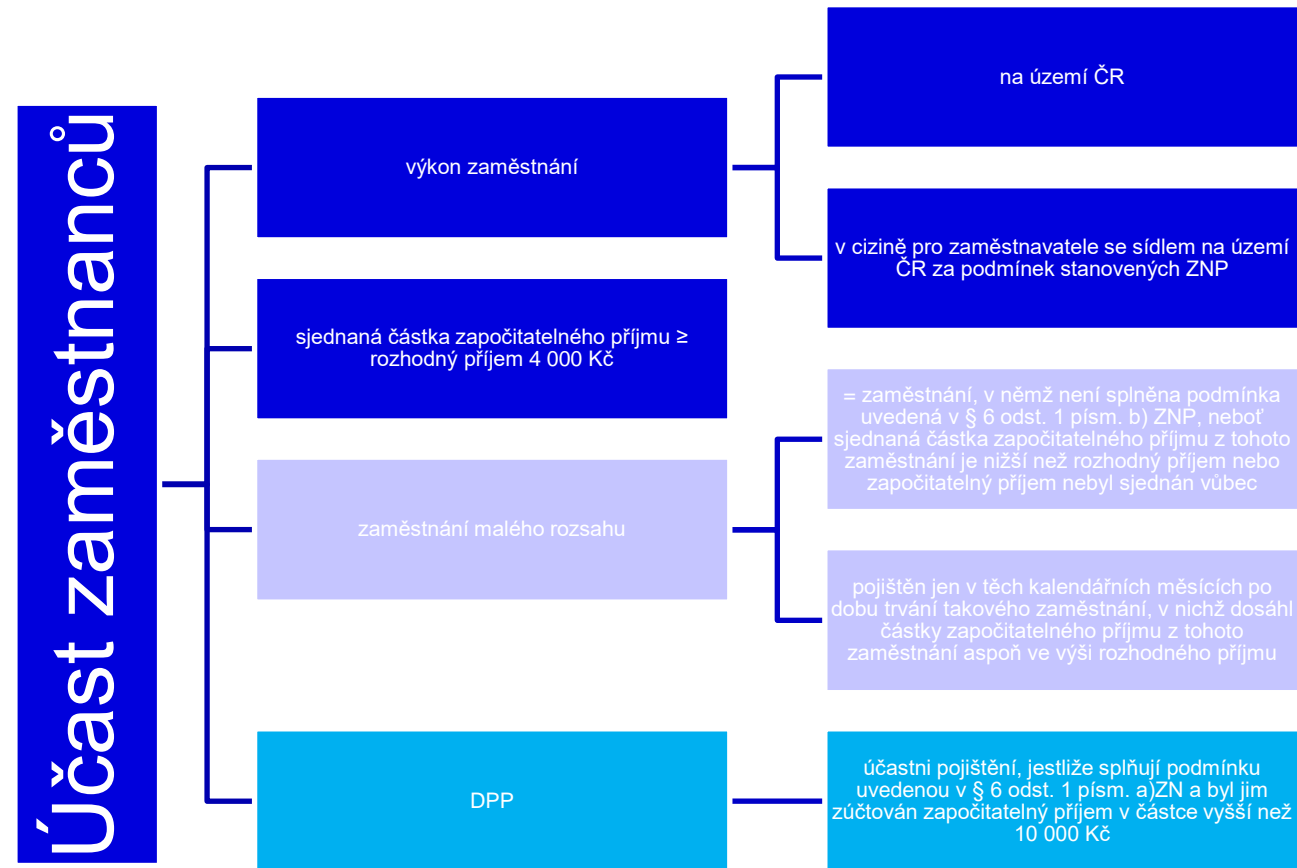 Účast zaměstnanců
výkon zaměstnání
na území ČR
v cizině pro zaměstnavatele se sídlem na území
ČR za podmínek stanovených ZNP
sjednaná částka započitatelného příjmu ≥
rozhodný příjem 4 000 Kč
zaměstnání malého rozsahu
= zaměstnání, v němž není splněna podmínka
uvedená v § 6 odst. 1 písm. b) ZNP, neboť
sjednaná částka započitatelného příjmu z tohoto
zaměstnání je nižší než rozhodný příjem nebo
započitatelný příjem nebyl sjednán vůbec
pojištěn jen v těch kalendářních měsících po
dobu trvání takového zaměstnání, v nichž dosáhl
částky započitatelného příjmu z tohoto
zaměstnání aspoň ve výši rozhodného příjmu
DPP
účastni pojištění, jestliže splňují podmínku
uvedenou v § 6 odst. 1 písm. a)ZN a byl jim
zúčtován započitatelný příjem v částce vyšší než
10 000 Kč